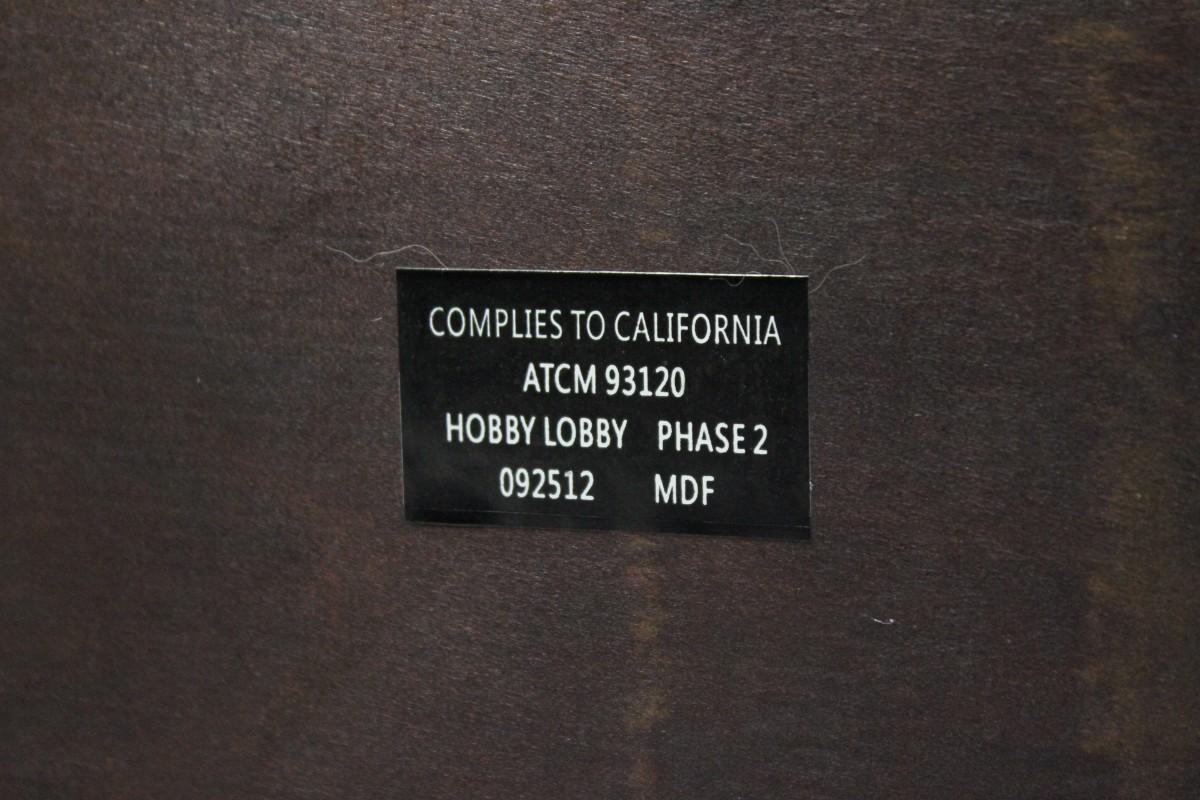 COMPLIES TO CALIFORNIA
ATCM 93120
HOBBY LOBBY PHASE 2
092512 MDF